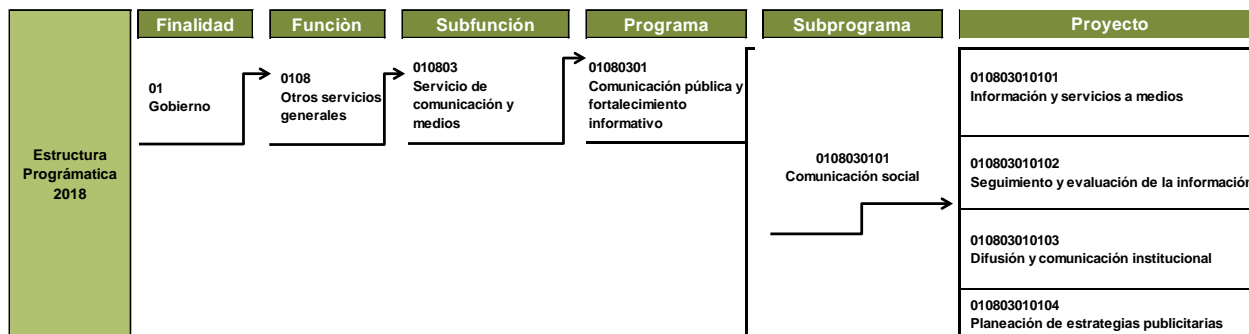 Finalidad
Funciòn
Subfunción
Programa
Subprograma
Proyecto
Estructura
Prográmatica
2018
01
Gobierno
0108
Otros servicios
generales
010803
Servicio de
comunicación y
medios
01080301
Comunicación pública y
fortalecimiento
informativo
0108030101
Comunicación social
010803010101
Información y servicios a medios
010803010102
Seguimiento y evaluación de la información
010803010103
Difusión y comunicación institucional
010803010104
Planeación de estrategias publicitarias